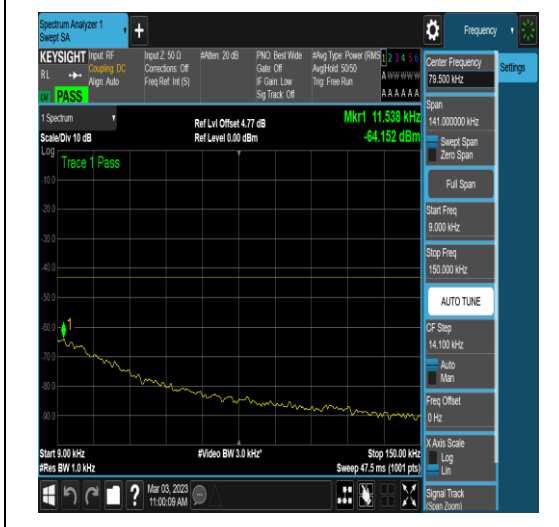 Spectrum Analyzer 1
Swept SA
+
Frequency
KEYSIGHT
RL
PASS
Input: RF
Coupling: DC
Align: Auto
Input Z: 50 Ω
Corrections: Off
Freq Ref: Int (S)
#Atten: 20 dB
PNO: Best Wide
Gate: Off
IF Gain: Low
Sig Track: Off
#Avg Type: Power (RMS)
Avg|Hold: 50/50
Trig: Free Run
1 2 3 4 5 6
A W W W W W
A A A A A A
Settings
1 Spectrum
Scale/Div 10 dB
Ref Lvl Offset 4.77 dB
Ref Level 0.00 dBm
Mkr1 11.538 kHz
-64.152 dBm
Log
Trace 1 Pass
-10.0
-20.0
-30.0
-40.0
-50.0
-60.0
-70.0
-80.0
-90.0
1
Start 9.00 kHz
#Res BW 1.0 kHz
#Video BW 3.0 kHz*
Stop 150.00 kHz
Sweep 47.5 ms (1001 pts)
Center Frequency
79.500 kHz
Span
141.000000 kHz
Swept Span
Zero Span
Full Span
Start Freq
9.000 kHz
Stop Freq
150.000 kHz
AUTO TUNE
CF Step
14.100 kHz
Auto
Man
Freq Offset
0 Hz
X Axis Scale
Log
Lin
Signal Track
(Span Zoom)
?
Mar 03, 2023
11:00:09 AM